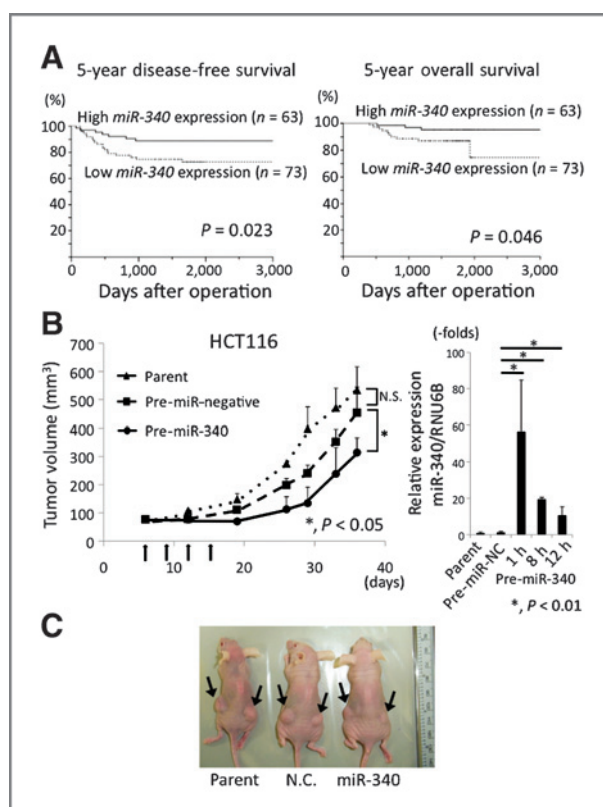 A
5-year disease-free survival
5-year overall survival
(%)
High miR-340 expression (n = 63)
100
80
60
40
20
Low miR-340 expression (n = 73)
P = 0.023
0
1,000
2,000
3,000
Days after operation
(%)
High miR-340 expression (n = 63)
100
80
60
40
20
Low miR-340 expression (n = 73)
P = 0.046
0
1,000
2,000
3,000
Days after operation
B
HCT116
Tumor volume (mm³)
700
600
500
400
300
200
100
0
Parent
Pre-miR-negative
Pre-miR-340
N.S.
*
*, P < 0.05
0
10
20
30
40
(days)
(-folds)
Relative expression
miR-340/RNU6B
100
80
60
40
20
0
*
*
*
Parent
Pre-miR-NC
1 h
8 h
12 h
Pre-miR-340
*, P < 0.01
C
Parent
N.C.
miR-340